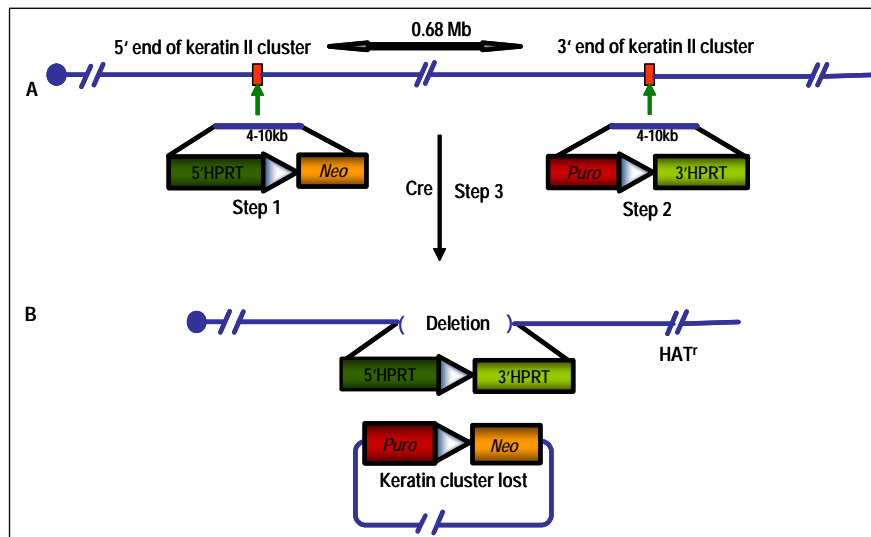 0.68 Mb
5' end of keratin II cluster
3' end of keratin II cluster
A
4-10kb
4-10kb
5'HPRT
Neo
Puro
3'HPRT
Step 1
Cre
Step 3
Step 2
B
Deletion
HATʳ
5'HPRT
3'HPRT
Puro
Neo
Keratin cluster lost